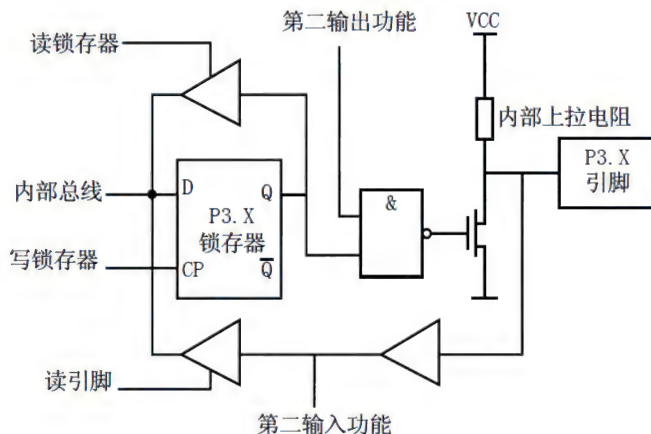 第二输出功能
VCC
读锁存器
内部上拉电阻
P3.X
引脚
内部总线
D
Q
P3.X
锁存器
&
写锁存器
CP
Q
读引脚
第二输入功能